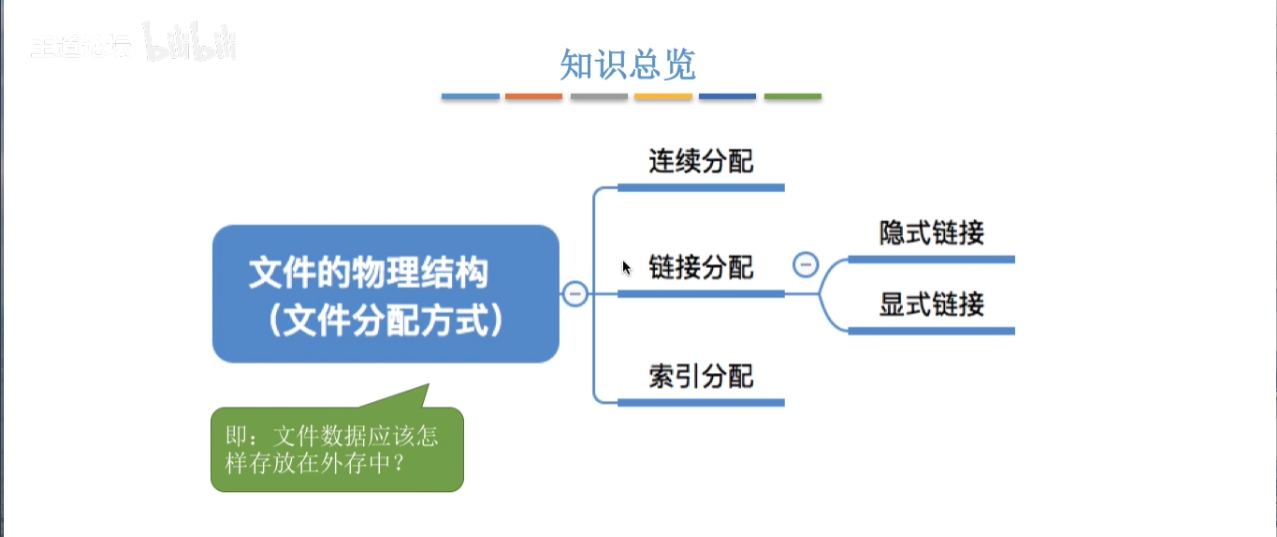 王道论坛 bilibili
知识总览
连续分配
隐式链接
文件的物理结构
链接分配
(文件分配方式)
显式链接
索引分配
即：文件数据应该怎
样存放在外存中？